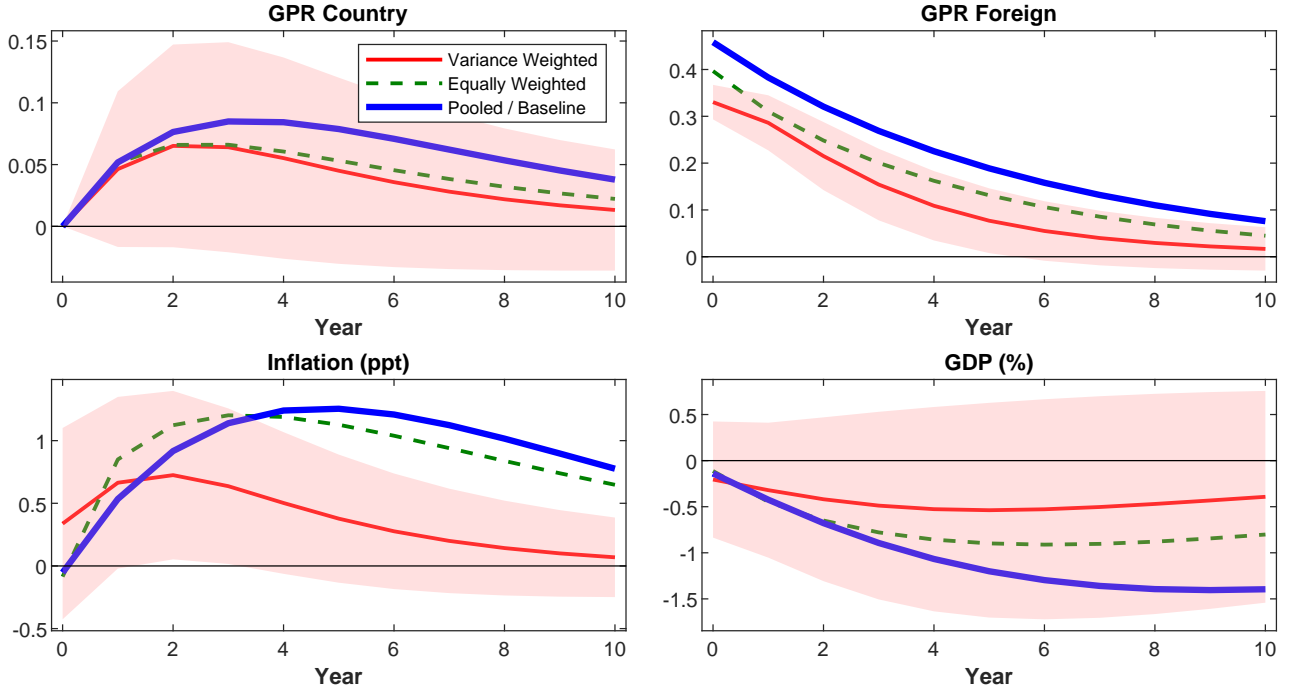 GPR Country
0.15
0.1
0.05
0
0 2 4 6 8 10
Year
Variance Weighted
Equally Weighted
Pooled / Baseline
GPR Foreign
0.4
0.3
0.2
0.1
0
0 2 4 6 8 10
Year
Inflation (ppt)
1
0.5
0
-0.5
0 2 4 6 8 10
Year
GDP (%)
0.5
0
-0.5
-1
-1.5
0 2 4 6 8 10
Year